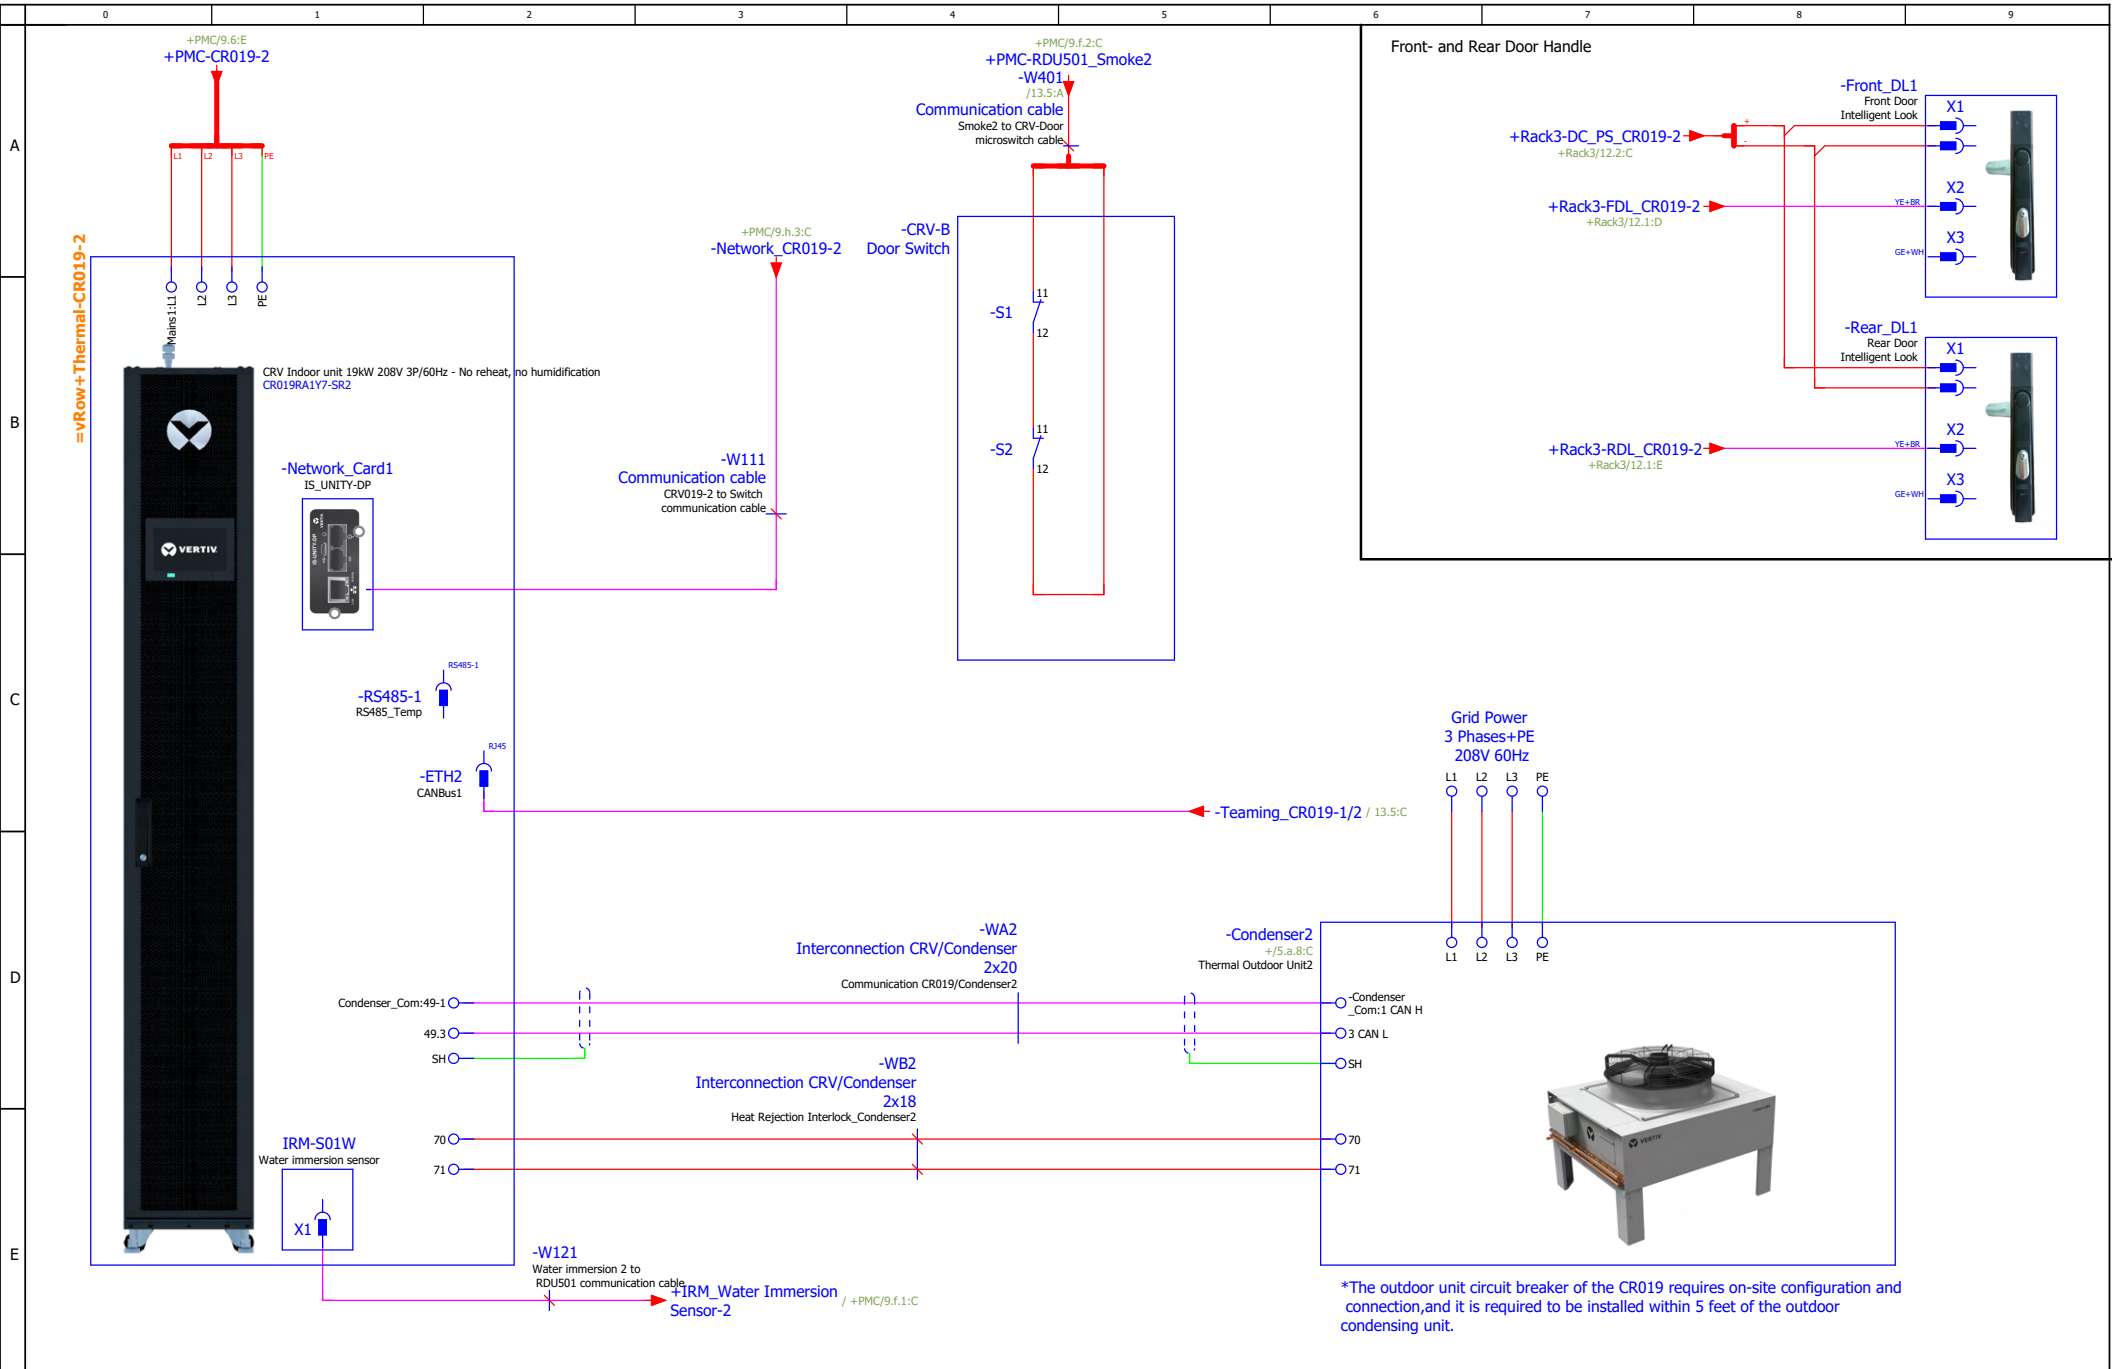 0 1 2 3 4 5 6 7 8 9
A
B
C
D
E
+PMC/9.6:E
+PMC-CR019-2
L1 L2 L3 PE
=vRow+Thermal-CR019-2
Mains1:L1
L2
L3
PE
CRV Indoor unit 19kW 208V 3P/60Hz - No reheat, no humidification
CR019RA1Y7-SR2
VERTIV
-Network_Card1
IS_UNITY-DP
IS-UNITY-DP
VERTIV
-RS485-1
RS485_Temp
RS485-1
-ETH2
CANBus1
RJ45
+PMC/9.h.3:C
-Network_CR019-2
-W111
Communication cable
CRV019-2 to Switch
communication cable
+PMC/9.f.2:C
+PMC-RDU501_Smoke2
-W401
/13.5:A
Communication cable
Smoke2 to CRV-Door
microswitch cable
-CRV-B
Door Switch
-S1
11
12
-S2
11
12
Front- and Rear Door Handle
-Front_DL1
Front Door
Intelligent Look
+Rack3-DC_PS_CR019-2
+Rack3/12.2:C
+
-
X1
+Rack3-FDL_CR019-2
+Rack3/12.1:D
YE+BR
X2
GE+WH
X3
-Rear_DL1
Rear Door
Intelligent Look
X1
+Rack3-RDL_CR019-2
+Rack3/12.1:E
YE+BR
X2
GE+WH
X3
-Teaming_CR019-1/2 / 13.5:C
Grid Power
3 Phases+PE
208V 60Hz
L1 L2 L3 PE
L1 L2 L3 PE
-Condenser2
+/5.a.8:C
Thermal Outdoor Unit2
-WA2
Interconnection CRV/Condenser
2x20
Communication CR019/Condenser2
Condenser_Com:49-1
49.3
SH
-Condenser
_Com:1 CAN H
3 CAN L
SH
-WB2
Interconnection CRV/Condenser
2x18
Heat Rejection Interlock_Condenser2
70
71
70
71
VERTIV
IRM-S01W
Water immersion sensor
X1
-W121
Water immersion 2 to
RDU501 communication cable
+IRM_Water Immersion
Sensor-2
/ +PMC/9.f.1:C
*The outdoor unit circuit breaker of the CR019 requires on-site configuration and
connection,and it is required to be installed within 5 feet of the outdoor
condensing unit.